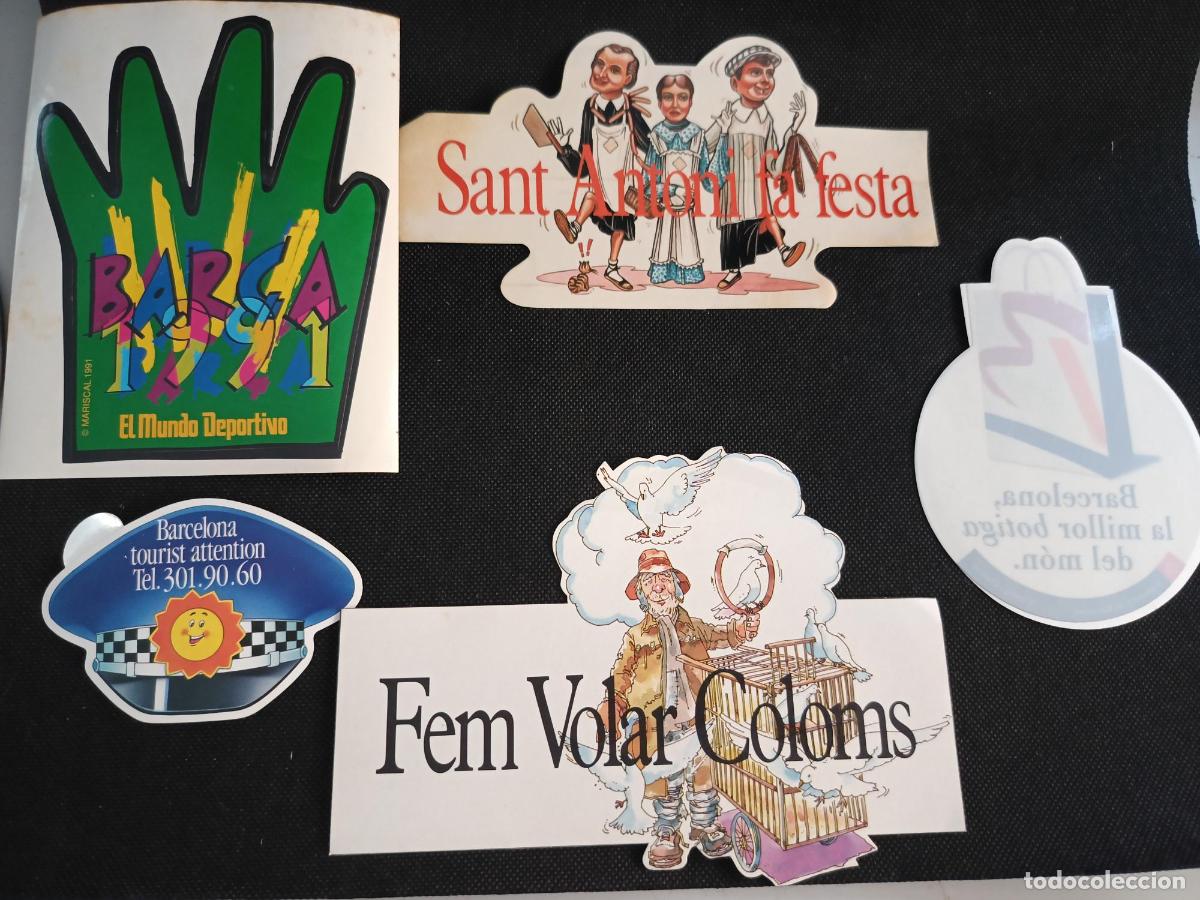 BARÇA
1991
BARÇA
© MARISCAL 1991
El Mundo Deportivo
Sant Antoni fa festa
Barcelona
tourist attention
Tel. 301.90.60
Fem Volar Coloms
Barcelona,
la millor botiga
del món.
todocoleccion